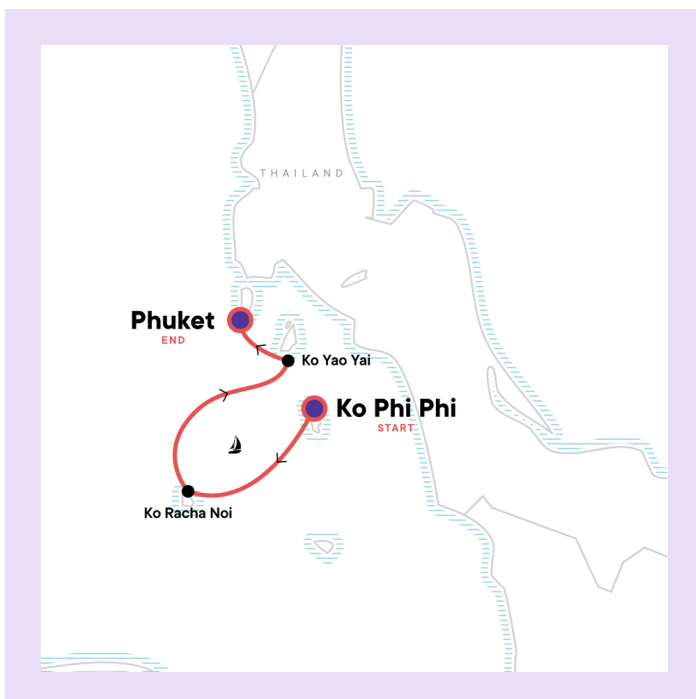 THAILAND
Phuket
END
Ko Yao Yai
Ko Phi Phi
START
Ko Racha Noi